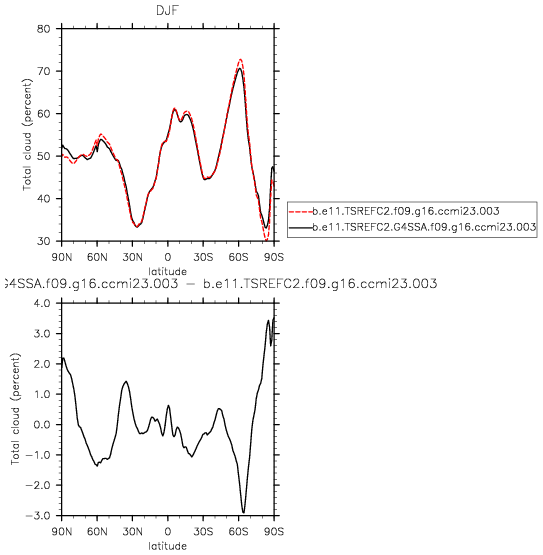 DJF
80
70
60
50
40
30
Total cloud (percent)
90N 60N 30N 0 30S 60S 90S
latitude
b.e11.TSREFC2.f09.g16.ccmi23.003
b.e11.TSREFC2.G4SSA.f09.g16.ccmi23.003
G4SSA.f09.g16.ccmi23.003 − b.e11.TSREFC2.f09.g16.ccmi23.003
4.0
3.0
2.0
1.0
0.0
−1.0
−2.0
−3.0
Total cloud (percent)
90N 60N 30N 0 30S 60S 90S
latitude